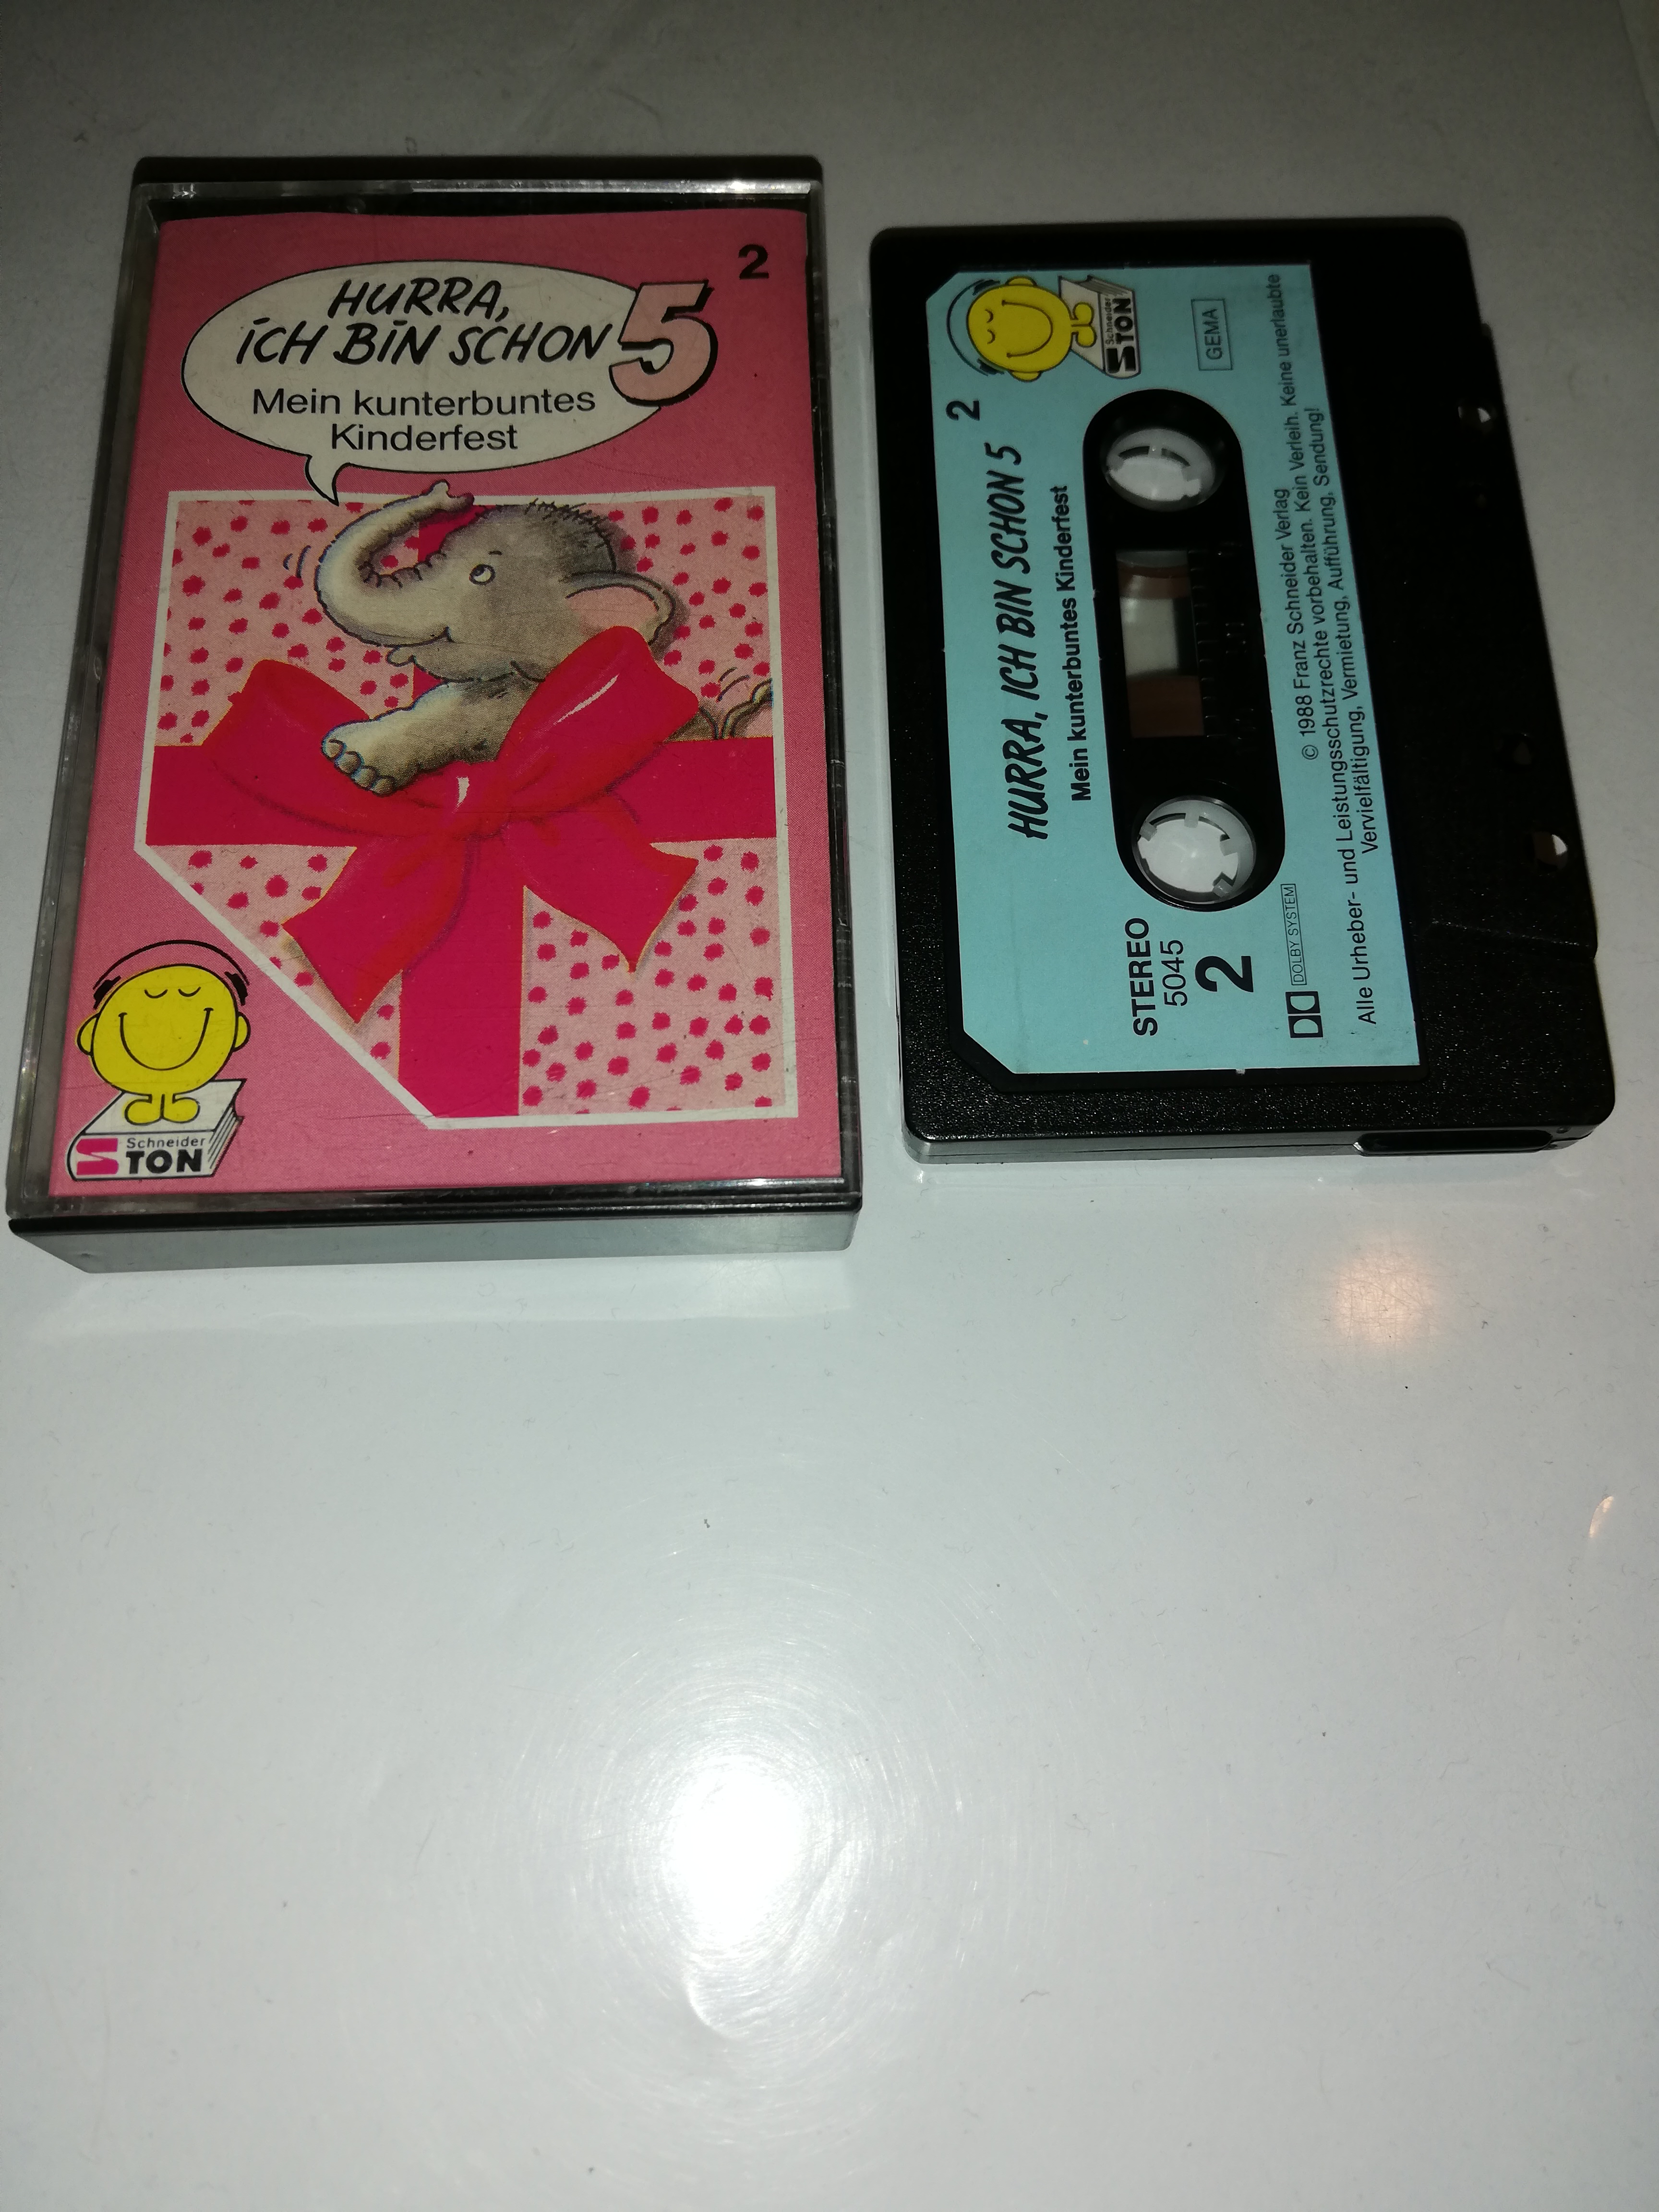 2
HURRA,
ICH BIN SCHON 5
Mein kunterbuntes
Kinderfest
Schneider
TON
HURRA, ICH BIN SCHON 5 2
Mein kunterbuntes Kinderfest
Schneider
TON
STEREO
5045
2
GEMA
DOLBY SYSTEM
© 1988 Franz Schneider Verlag
Alle Urheber- und Leistungsschutzrechte vorbehalten. Kein Verleih. Keine unerlaubte
Vervielfältigung, Vermietung, Aufführung, Sendung!